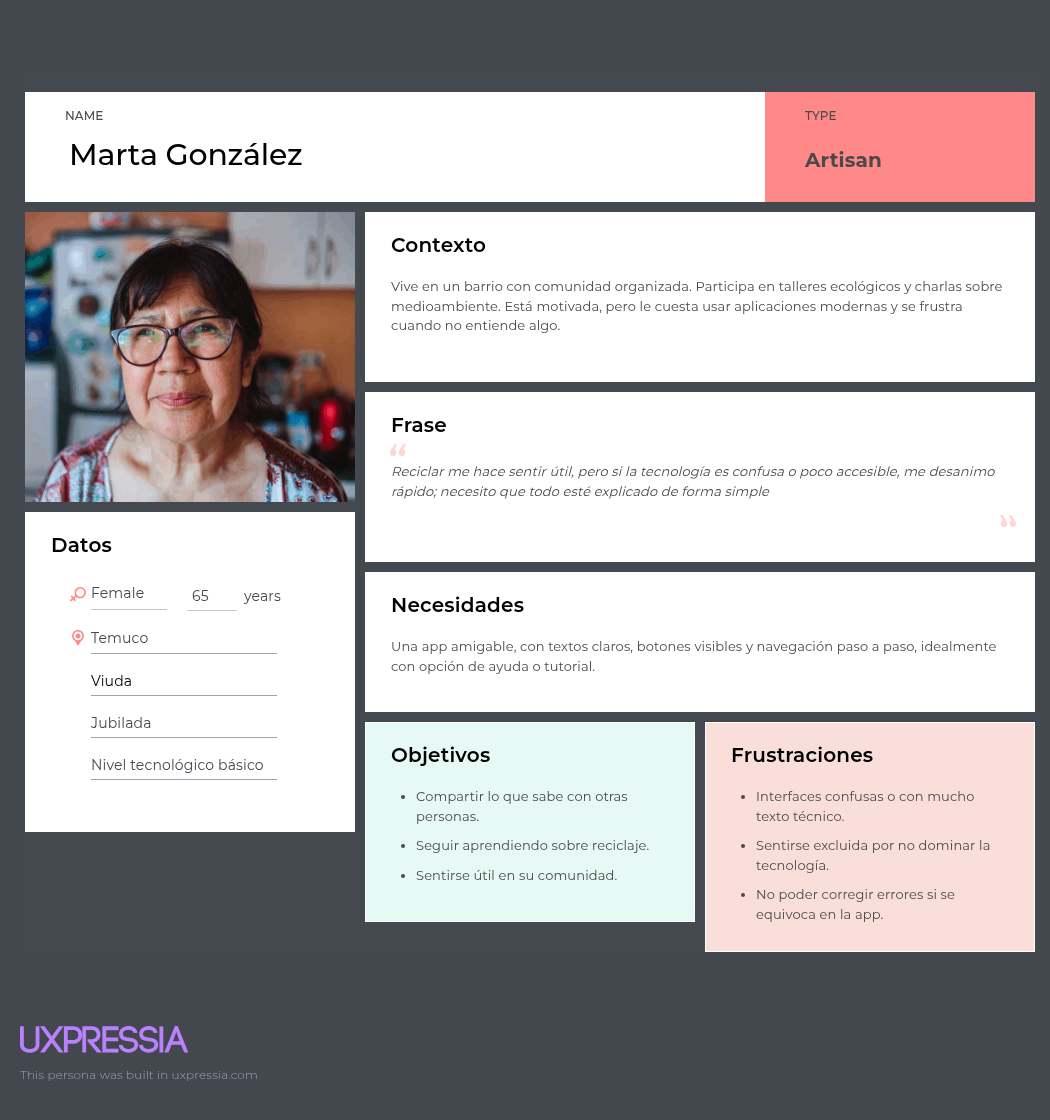 NAME
Marta González
TYPE
Artisan
Contexto
Vive en un barrio con comunidad organizada. Participa en talleres ecológicos y charlas sobre
medioambiente. Está motivada, pero le cuesta usar aplicaciones modernas y se frustra
cuando no entiende algo.
Frase
“
Reciclar me hace sentir útil, pero si la tecnología es confusa o poco accesible, me desanimo
rápido; necesito que todo esté explicado de forma simple
”
Datos
Female 65 years
Temuco
Viuda
Jubilada
Nivel tecnológico básico
Necesidades
Una app amigable, con textos claros, botones visibles y navegación paso a paso, idealmente
con opción de ayuda o tutorial.
Objetivos
• Compartir lo que sabe con otras
personas.
• Seguir aprendiendo sobre reciclaje.
• Sentirse útil en su comunidad.
Frustraciones
• Interfaces confusas o con mucho
texto técnico.
• Sentirse excluida por no dominar la
tecnología.
• No poder corregir errores si se
equivoca en la app.
UXPRESSIA
This persona was built in uxpressia.com